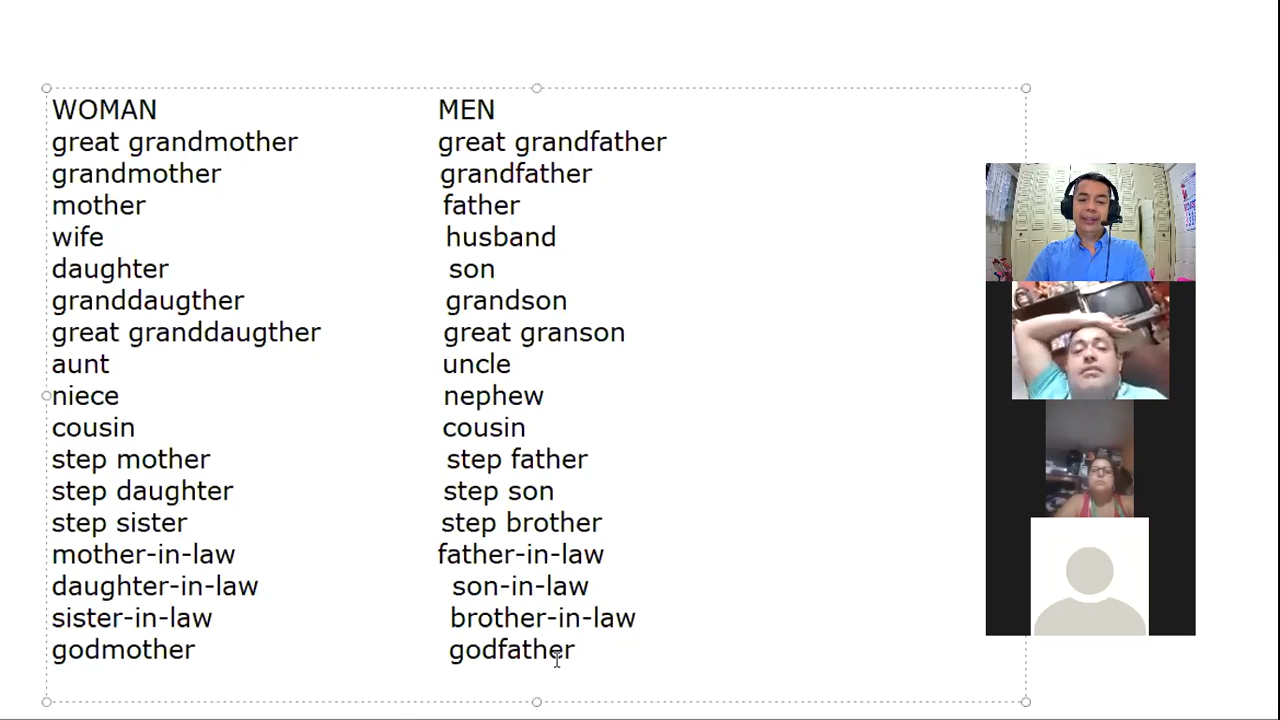 WOMAN MEN
great grandmother great grandfather
grandmother grandfather
mother father
wife husband
daughter son
granddaugther grandson
great granddaugther great granson
aunt uncle
niece nephew
cousin cousin
step mother step father
step daughter step son
step sister step brother
mother-in-law father-in-law
daughter-in-law son-in-law
sister-in-law brother-in-law
godmother godfather